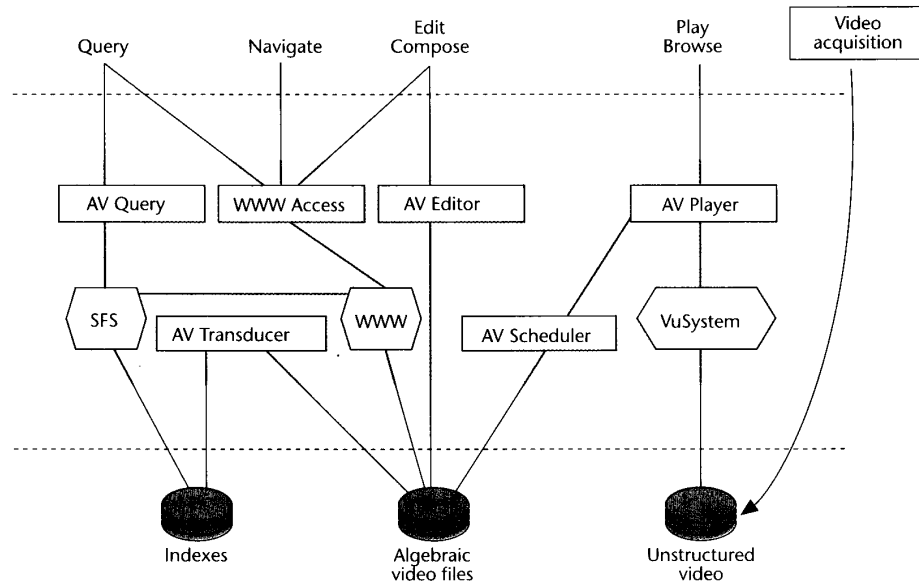 Query
Navigate
Edit
Compose
Play
Browse
Video
acquisition
AV Query
WWW Access
AV Editor
AV Player
SFS
AV Transducer
WWW
AV Scheduler
VuSystem
Indexes
Algebraic
video files
Unstructured
video